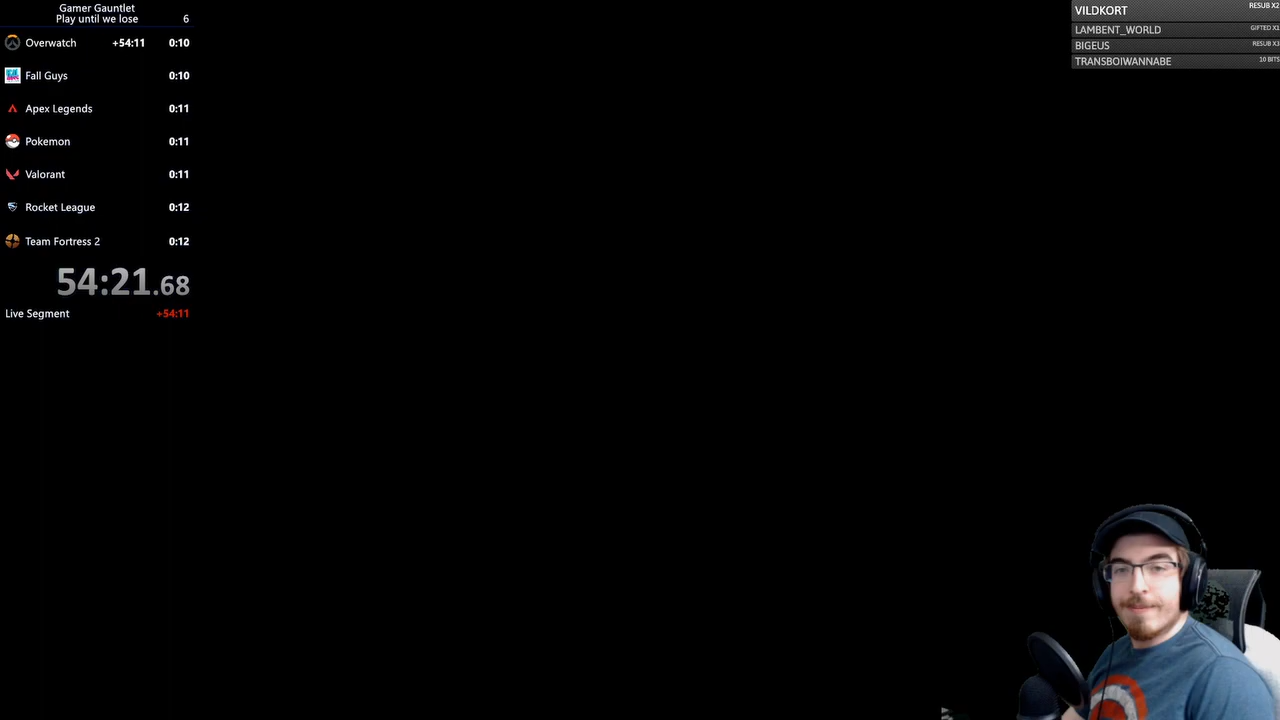 Gamer Gauntlet
Play until we lose 6
Overwatch +54:11 0:10
Fall Guys 0:10
Apex Legends 0:11
Pokemon 0:11
Valorant 0:11
Rocket League 0:12
Team Fortress 2 0:12
54:21.68
Live Segment +54:11
VILDKORT RESUB X2
LAMBENT_WORLD GIFTED X1
BIGEUS RESUB X3
TRANSBOIWANNABE 10 BITS